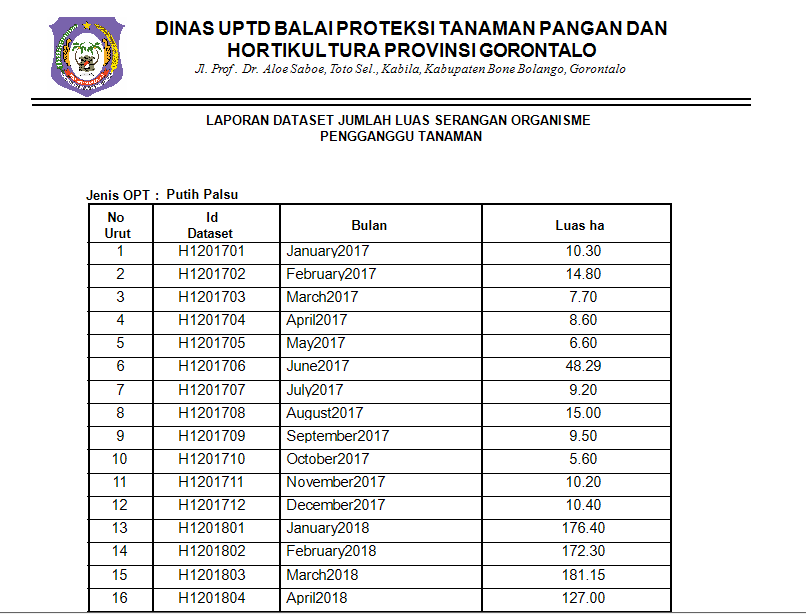 DINAS UPTD BALAI PROTEKSI TANAMAN PANGAN DAN
HORTIKULTURA PROVINSI GORONTALO
Jl. Prof. Dr. Aloe Saboe, Toto Sel., Kabila, Kabupaten Bone Bolango, Gorontalo
LAPORAN DATASET JUMLAH LUAS SERANGAN ORGANISME
PENGGANGGU TANAMAN
Jenis OPT : Putih Palsu
No Urut Id Dataset Bulan Luas ha
1 H1201701 January2017 10.30
2 H1201702 February2017 14.80
3 H1201703 March2017 7.70
4 H1201704 April2017 8.60
5 H1201705 May2017 6.60
6 H1201706 June2017 48.29
7 H1201707 July2017 9.20
8 H1201708 August2017 15.00
9 H1201709 September2017 9.50
10 H1201710 October2017 5.60
11 H1201711 November2017 10.20
12 H1201712 December2017 10.40
13 H1201801 January2018 176.40
14 H1201802 February2018 172.30
15 H1201803 March2018 181.15
16 H1201804 April2018 127.00